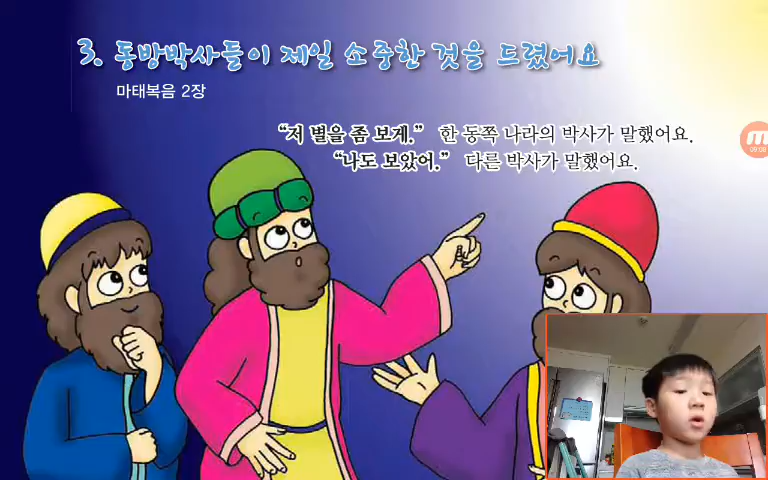 3. 동방박사들이 제일 소중한 것을 드렸어요
마태복음 2장
“저 별을 좀 보게.” 한 동쪽 나라의 박사가 말했어요.
“나도 보았어.” 다른 박사가 말했어요.
09:08